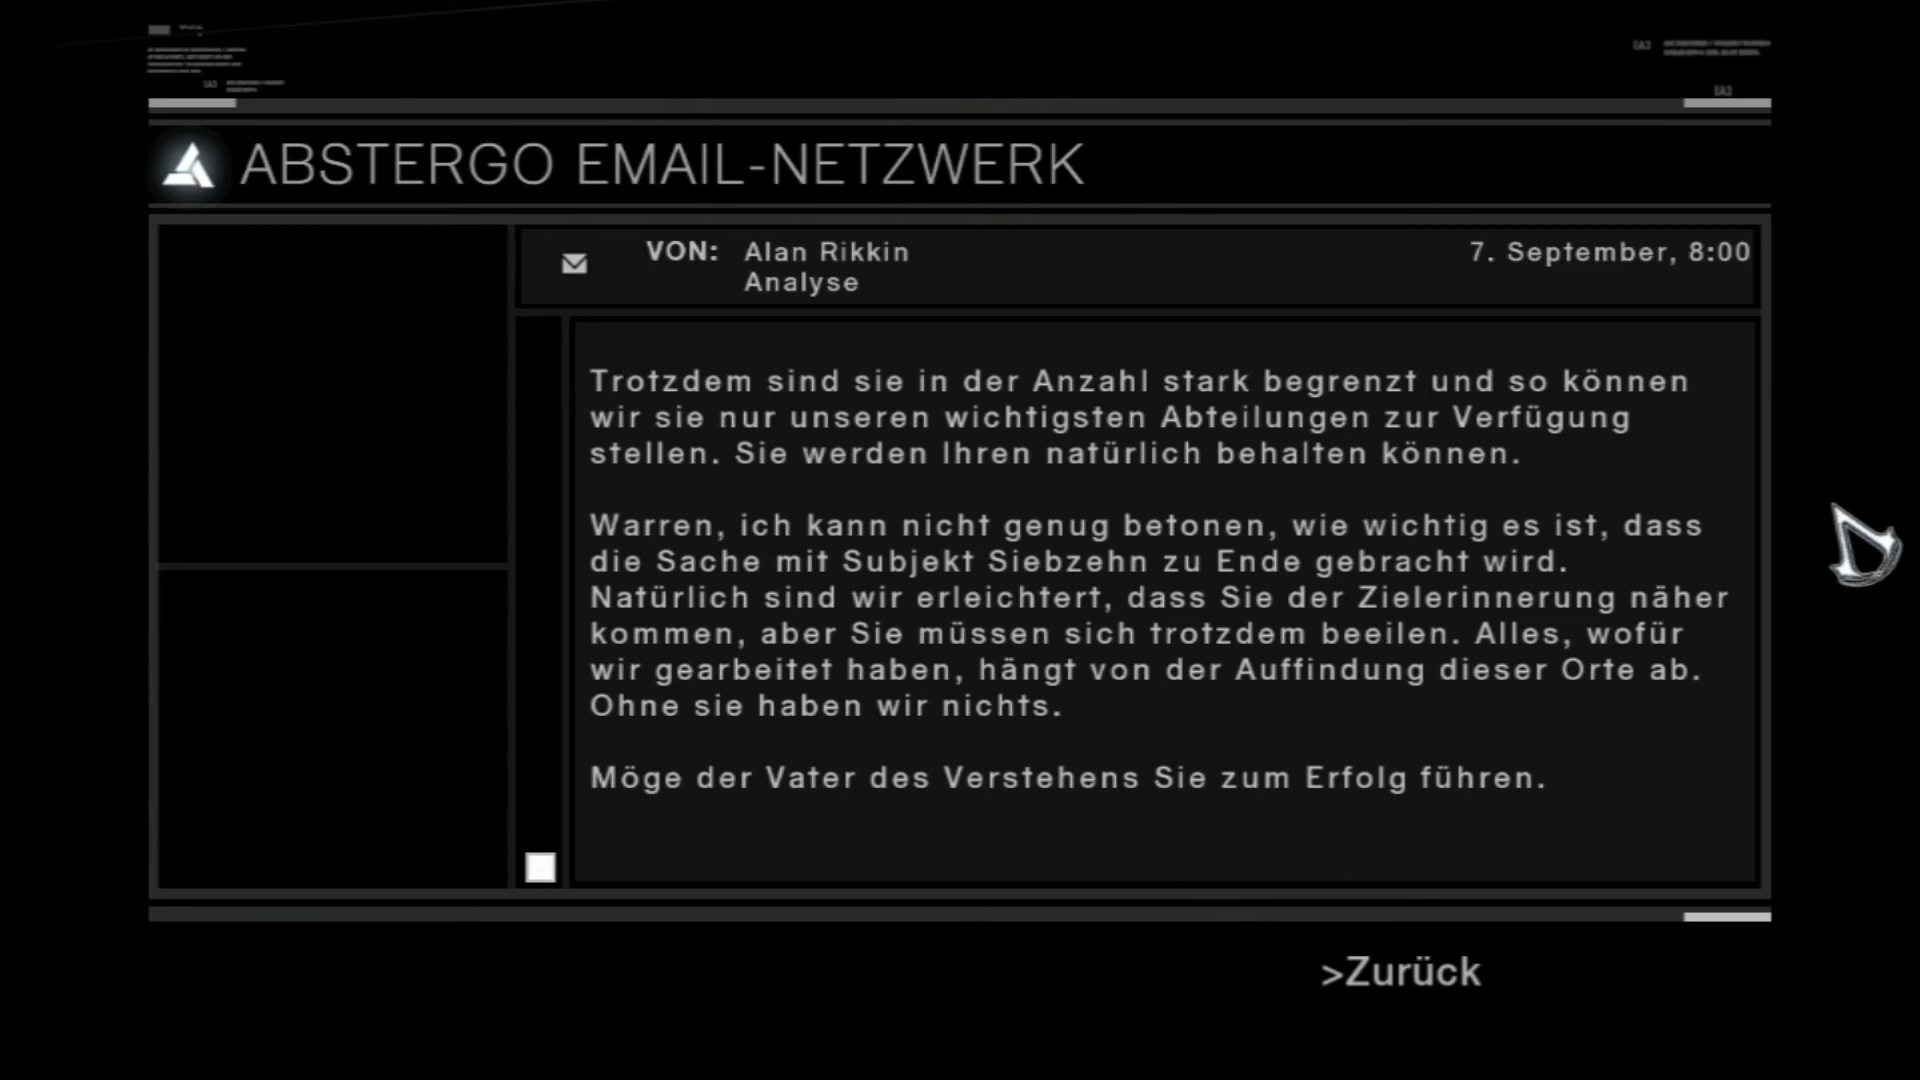 ABSTERGO EMAIL-NETZWERK
VON: Alan Rikkin
7. September, 8:00
Analyse
Trotzdem sind sie in der Anzahl stark begrenzt und so können
wir sie nur unseren wichtigsten Abteilungen zur Verfügung
stellen. Sie werden Ihren natürlich behalten können.
Warren, ich kann nicht genug betonen, wie wichtig es ist, dass
die Sache mit Subjekt Siebzehn zu Ende gebracht wird.
Natürlich sind wir erleichtert, dass Sie der Zielerinnerung näher
kommen, aber Sie müssen sich trotzdem beeilen. Alles, wofür
wir gearbeitet haben, hängt von der Auffindung dieser Orte ab.
Ohne sie haben wir nichts.
Möge der Vater des Verstehens Sie zum Erfolg führen.
>Zurück